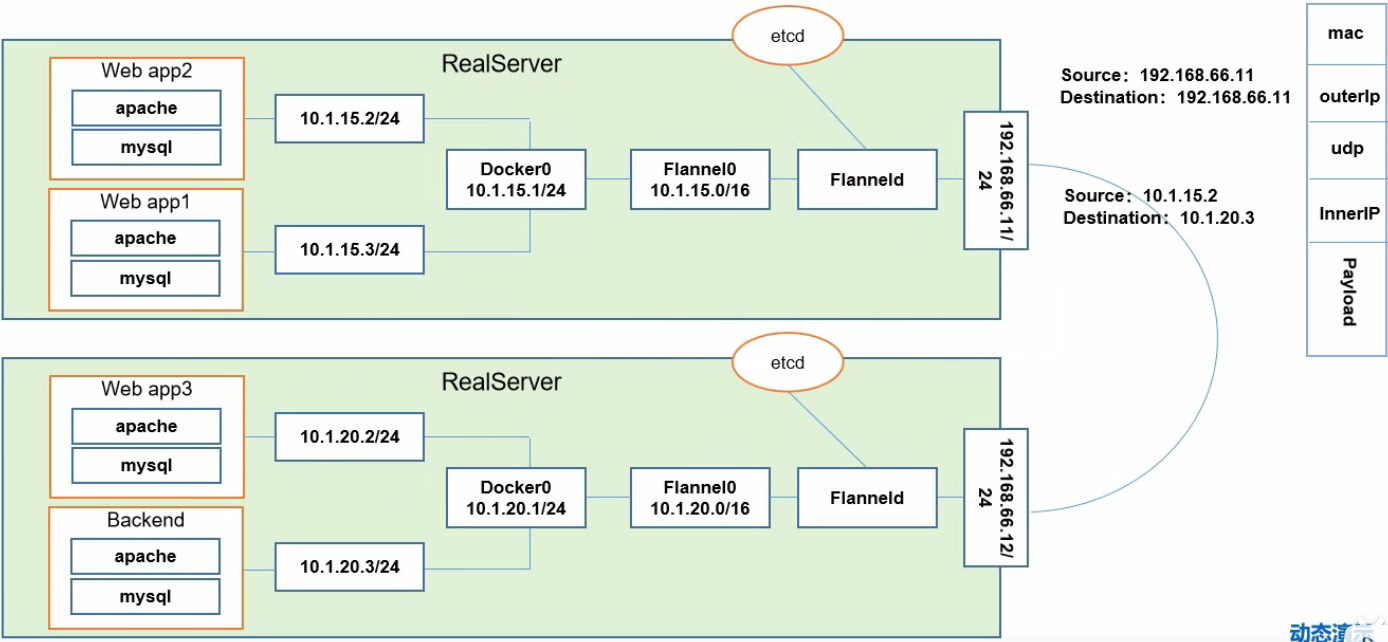 etcd
RealServer
Web app2
apache
mysql
10.1.15.2/24
Docker0
10.1.15.1/24
Flannel0
10.1.15.0/16
Flanneld
192.168.66.11/
24
Web app1
apache
mysql
10.1.15.3/24
Source：192.168.66.11
Destination：192.168.66.11
Source：10.1.15.2
Destination：10.1.20.3
mac
outerIp
udp
InnerIP
Payload
etcd
RealServer
Web app3
apache
mysql
10.1.20.2/24
Docker0
10.1.20.1/24
Flannel0
10.1.20.0/16
Flanneld
192.168.66.12/
24
Backend
apache
mysql
10.1.20.3/24
动态演示